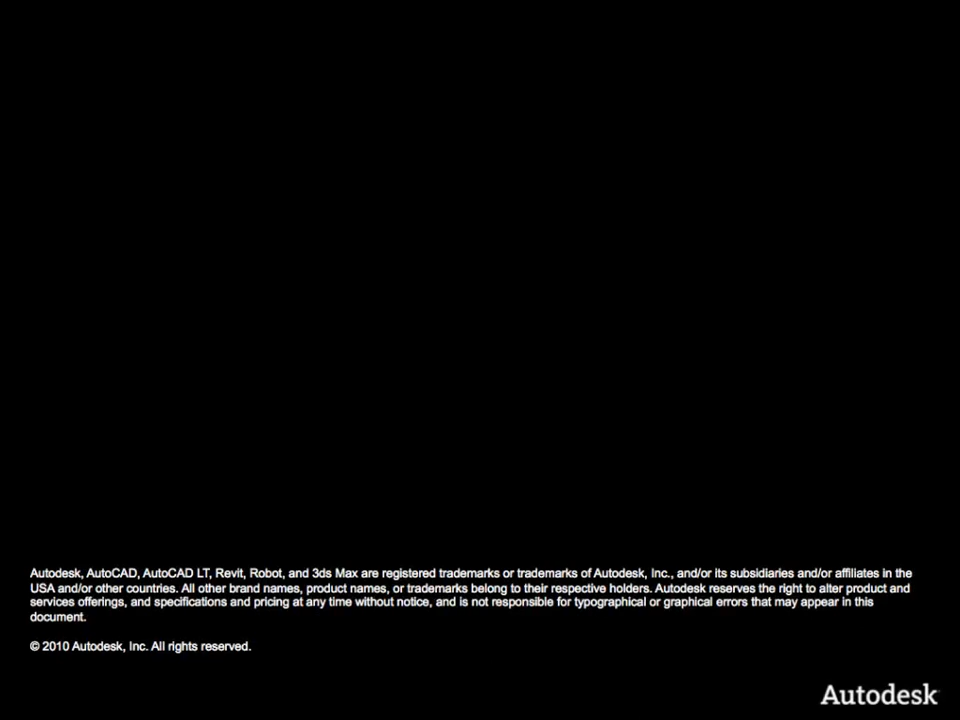 Autodesk, AutoCAD, AutoCAD LT, Revit, Robot, and 3ds Max are registered trademarks or trademarks of Autodesk, Inc., and/or its subsidiaries and/or affiliates in the
USA and/or other countries. All other brand names, product names, or trademarks belong to their respective holders. Autodesk reserves the right to alter product and
services offerings, and specifications and pricing at any time without notice, and is not responsible for typographical or graphical errors that may appear in this
document.
© 2010 Autodesk, Inc. All rights reserved.
Autodesk